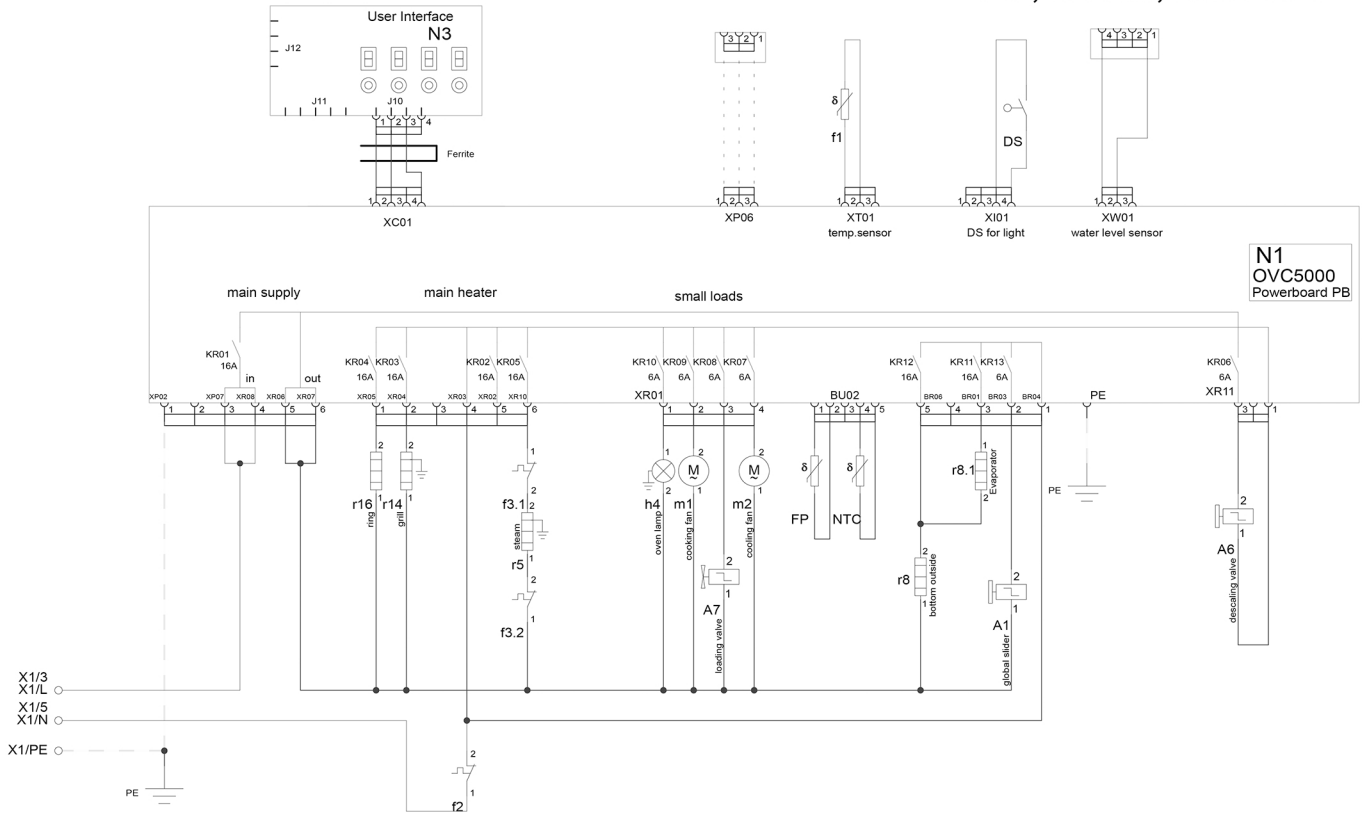 User Interface
N3
J12
J11
J10
1 2 3 4
Ferrite
1 2 3 4
XC01
3 2 1
1 2 3
XP06
δ
f1
1 2 3
XT01
temp.sensor
DS
1 2 3 4
XI01
DS for light
4 3 2 1
1 2 3
XW01
water level sensor
N1
OVC5000
Powerboard PB
main supply
main heater
small loads
KR01
16A
in
out
KR04
16A
KR03
16A
KR02
16A
KR05
16A
KR10
6A
KR09
6A
KR08
6A
KR07
6A
KR12
16A
KR11
16A
KR13
6A
KR06
6A
XP02 XP07 XR08 XR06 XR07
1 2 3 4 5 6
XR05 XR04 XR03 XR02 XR10
1 2 3 4 5 6
XR01
1 2 3 4
BU02
1 2 3 4 5
BR06 BR01 BR03 BR04
5 4 3 2 1
PE
XR11
3 1
2
1
r16
ring
2
1
r14
grill
1
2
f3.1
2
steam
1
r5
2
1
f3.2
1
2
h4
oven lamp
2
M
~
1
m1
cooking fan
2
1
A7
loading valve
2
M
~
1
m2
cooling fan
δ
FP
δ
NTC
1
r8.1
Evaporator
2
2
r8
bottom outside
1
2
1
A1
global slider
PE
2
A6
1
descaling valve
X1/3
X1/L
X1/5
X1/N
X1/PE
PE
2
1
f2